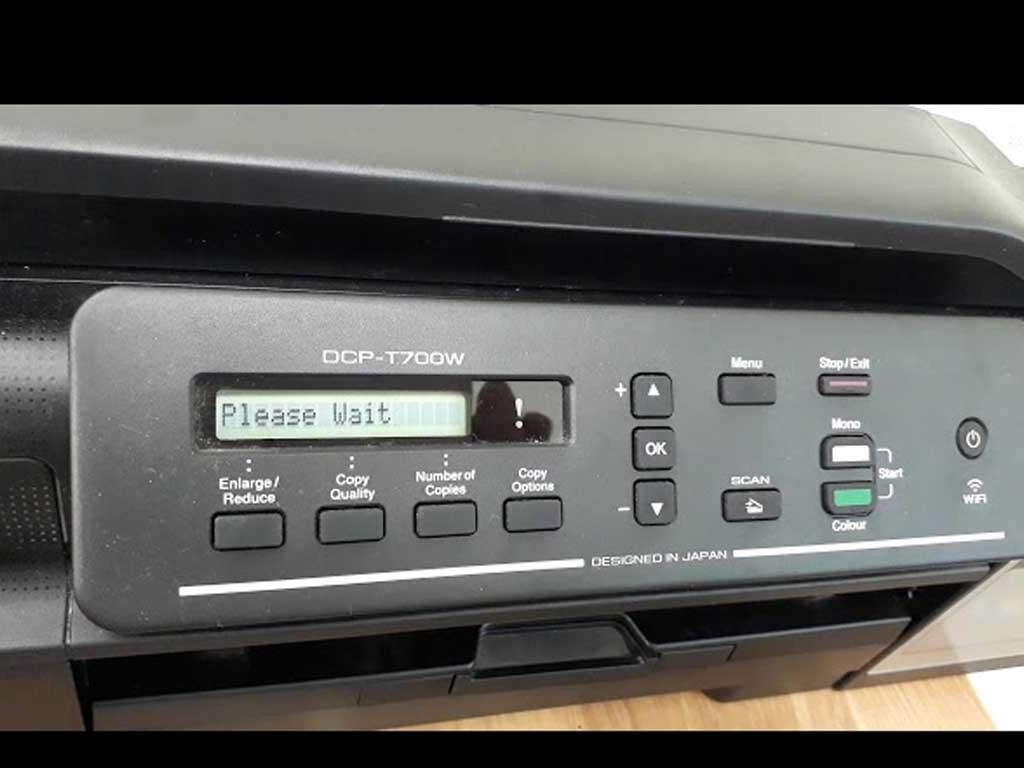 DCP-T700W
Please Wait
!
Enlarge/
Reduce
Copy
Quality
Number of
Copies
Copy
Options
+
OK
−
Menu
SCAN
Stop/Exit
Mono
Start
Colour
WiFi
DESIGNED IN JAPAN